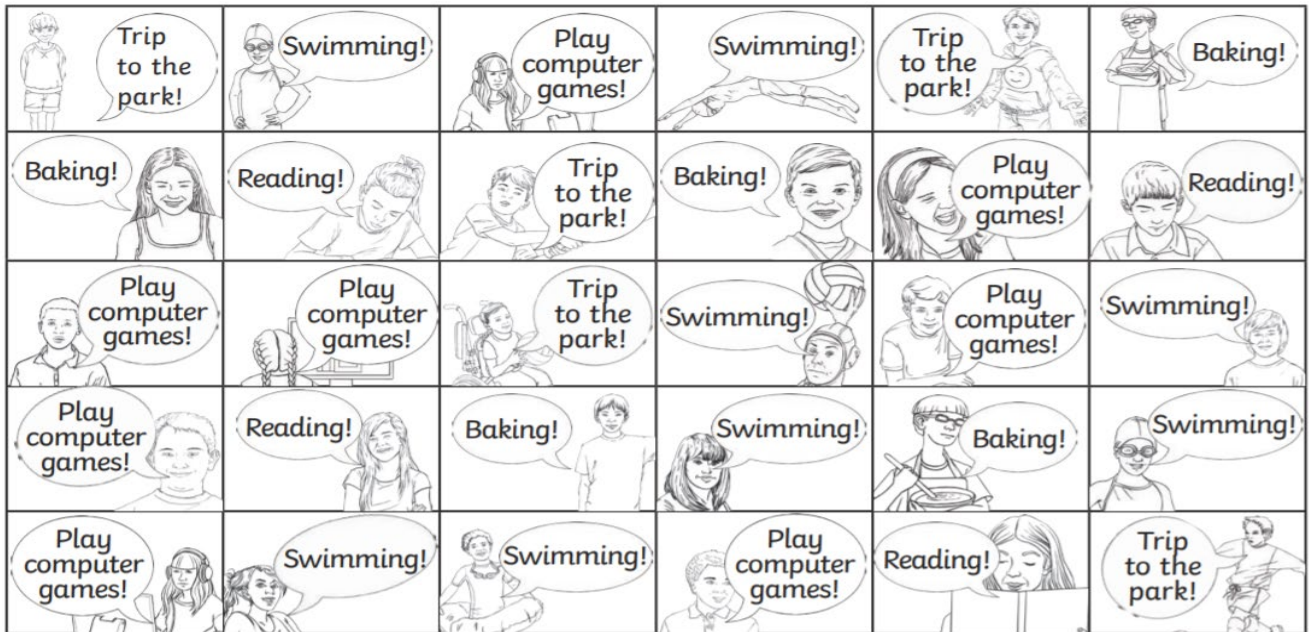 Trip
to the
park!
Swimming!
Play
computer
games!
Swimming!
Trip
to the
park!
Baking!
Baking!
Reading!
Trip
to the
park!
Baking!
Play
computer
games!
Reading!
Play
computer
games!
Play
computer
games!
Trip
to the
park!
Swimming!
Play
computer
games!
Swimming!
Play
computer
games!
Reading!
Baking!
Swimming!
Baking!
Swimming!
Play
computer
games!
Swimming!
Swimming!
Play
computer
games!
Reading!
Trip
to the
park!